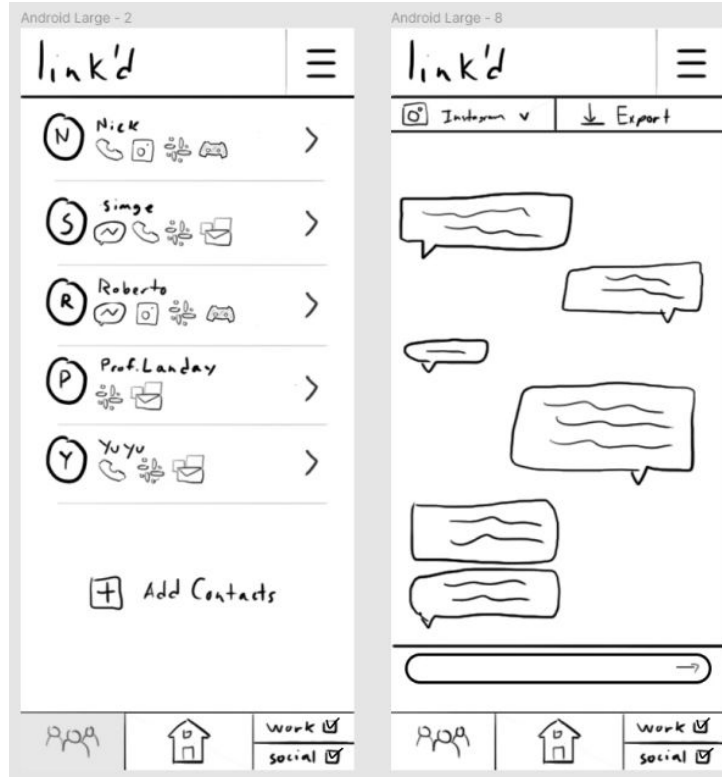 Android Large - 2
link'd
N Nick
S Simge
R Roberto
P Prof. Landay
Y YuYu
+ Add Contacts
work
social
Android Large - 8
link'd
Instagram
Export
work
social